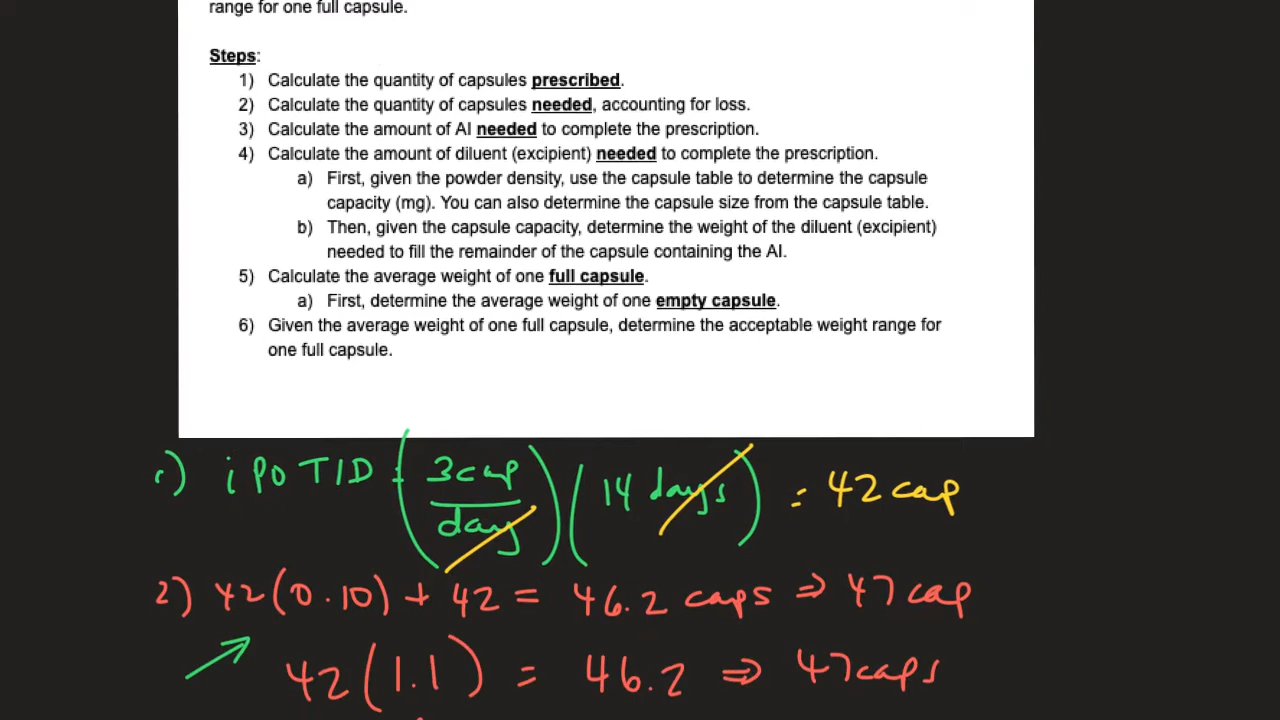 range for one full capsule.
Steps:
1) Calculate the quantity of capsules prescribed.
2) Calculate the quantity of capsules needed, accounting for loss.
3) Calculate the amount of AI needed to complete the prescription.
4) Calculate the amount of diluent (excipient) needed to complete the prescription.
a) First, given the powder density, use the capsule table to determine the capsule
capacity (mg). You can also determine the capsule size from the capsule table.
b) Then, given the capsule capacity, determine the weight of the diluent (excipient)
needed to fill the remainder of the capsule containing the AI.
5) Calculate the average weight of one full capsule.
a) First, determine the average weight of one empty capsule.
6) Given the average weight of one full capsule, determine the acceptable weight range for
one full capsule.
1) i PO TID = (3 cap / day) (14 days) = 42 cap
2) 42(0.10) + 42 = 46.2 caps ⇒ 47 cap
42(1.1) = 46.2 ⇒ 47 caps